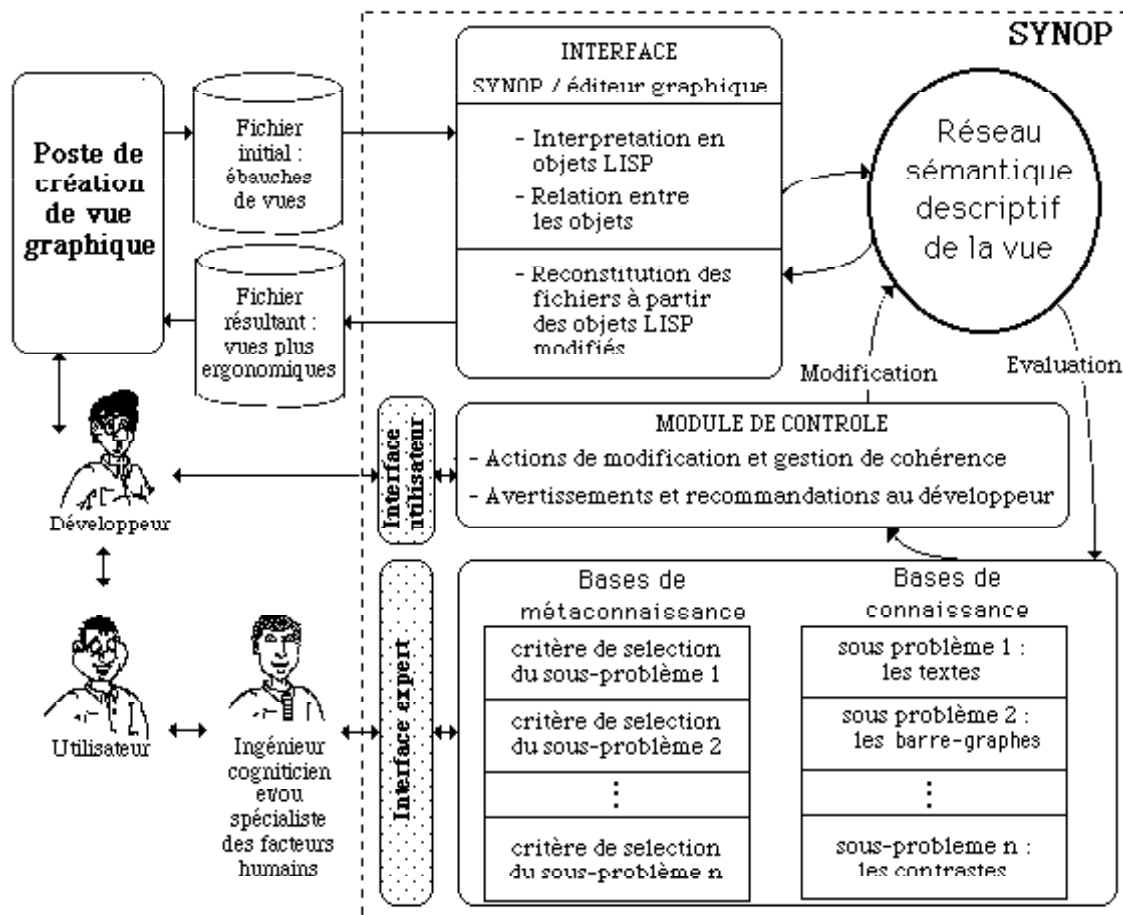 SYNOP
Poste de
création
de vue
graphique
Fichier
initial :
ébauches
de vues
Fichier
résultant :
vues plus
ergonomiques
INTERFACE
SYNOP / éditeur graphique
- Interpretation en
objets LISP
- Relation entre
les objets
- Reconstitution des
fichiers à partir
des objets LISP
modifiés
Réseau
sémantique
descriptif
de la vue
Modification
Evaluation
Développeur
Interface
utilisateur
MODULE DE CONTROLE
- Actions de modification et gestion de cohérence
- Avertissements et recommandations au développeur
Utilisateur
Ingénieur
cogniticien
et/ou
spécialiste
des facteurs
humains
Interface expert
Bases de
métaconnaissance
critère de selection
du sous-problème 1
critère de selection
du sous-problème 2
⋮
critère de selection
du sous-problème n
Bases de
connaissance
sous problème 1 :
les textes
sous problème 2 :
les barre-graphes
⋮
sous-probleme n :
les contrastes